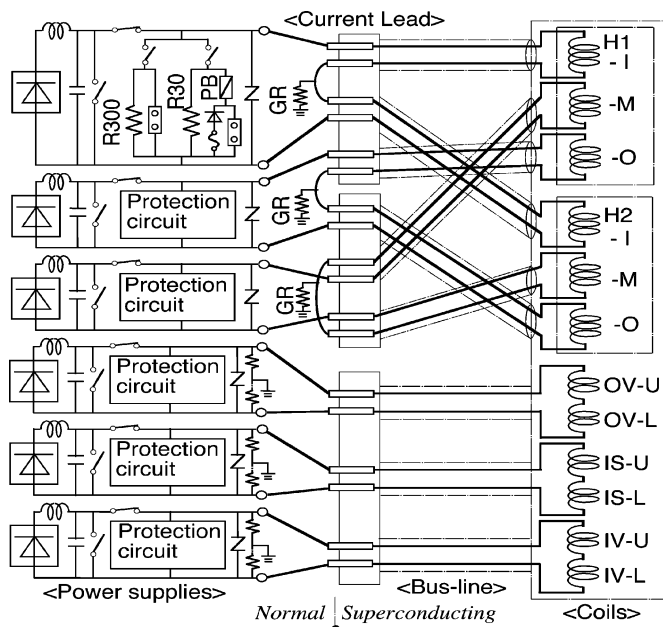 <Current Lead>
H1
- I
-M
-O
R300
R30
PB
GR
H2
- I
-M
-O
Protection
circuit
GR
Protection
circuit
GR
Protection
circuit
OV-U
OV-L
Protection
circuit
IS-U
IS-L
Protection
circuit
IV-U
IV-L
<Power supplies>
<Bus-line>
Normal
Superconducting
<Coils>